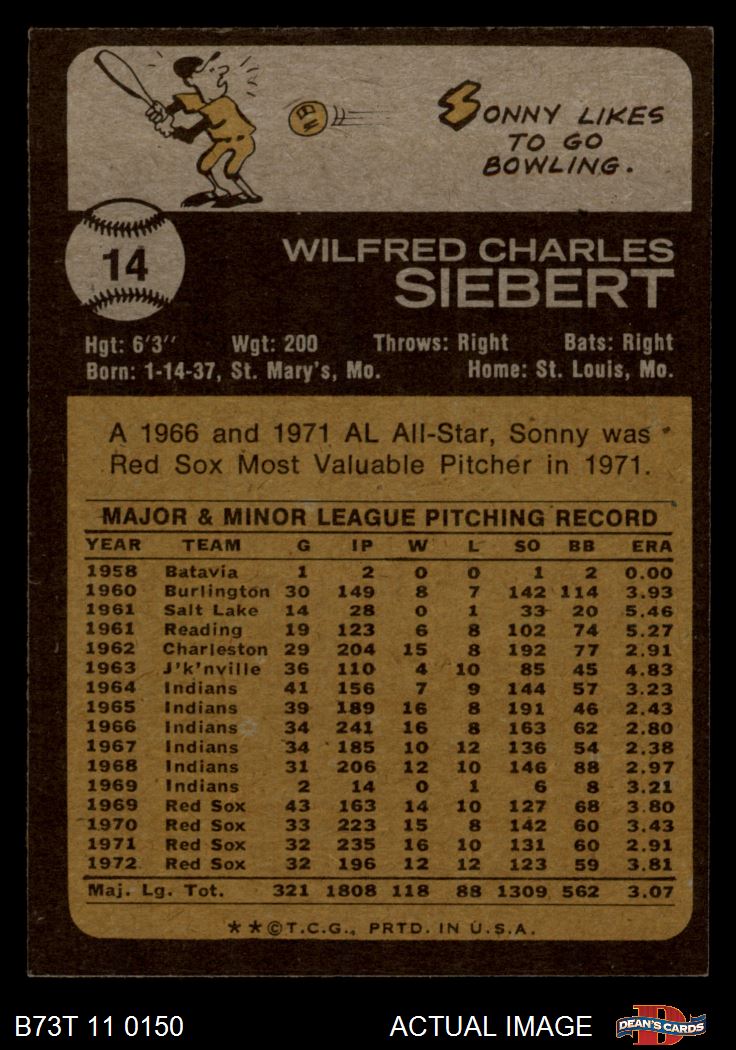 SONNY LIKES
TO GO
BOWLING.
14
WILFRED CHARLES
SIEBERT
Hgt: 6'3" Wgt: 200 Throws: Right Bats: Right
Born: 1-14-37, St. Mary's, Mo. Home: St. Louis, Mo.
A 1966 and 1971 AL All-Star, Sonny was
Red Sox Most Valuable Pitcher in 1971.
MAJOR & MINOR LEAGUE PITCHING RECORD
YEAR TEAM G IP W L SO BB ERA
1958 Batavia 1 2 0 0 1 2 0.00
1960 Burlington 30 149 8 7 142 114 3.93
1961 Salt Lake 14 28 0 1 33 20 5.46
1961 Reading 19 123 6 8 102 74 5.27
1962 Charleston 29 204 15 8 192 77 2.91
1963 J'k'nville 36 110 4 10 85 45 4.83
1964 Indians 41 156 7 9 144 57 3.23
1965 Indians 39 189 16 8 191 46 2.43
1966 Indians 34 241 16 8 163 62 2.80
1967 Indians 34 185 10 12 136 54 2.38
1968 Indians 31 206 12 10 146 88 2.97
1969 Indians 2 14 0 1 6 8 3.21
1969 Red Sox 43 163 14 10 127 68 3.80
1970 Red Sox 33 223 15 8 142 60 3.43
1971 Red Sox 32 235 16 10 131 60 2.91
1972 Red Sox 32 196 12 12 123 59 3.81
Maj. Lg. Tot. 321 1808 118 88 1309 562 3.07
**©T.C.G., PRTD. IN U.S.A.
B73T 11 0150 ACTUAL IMAGE D DEAN'S CARDS